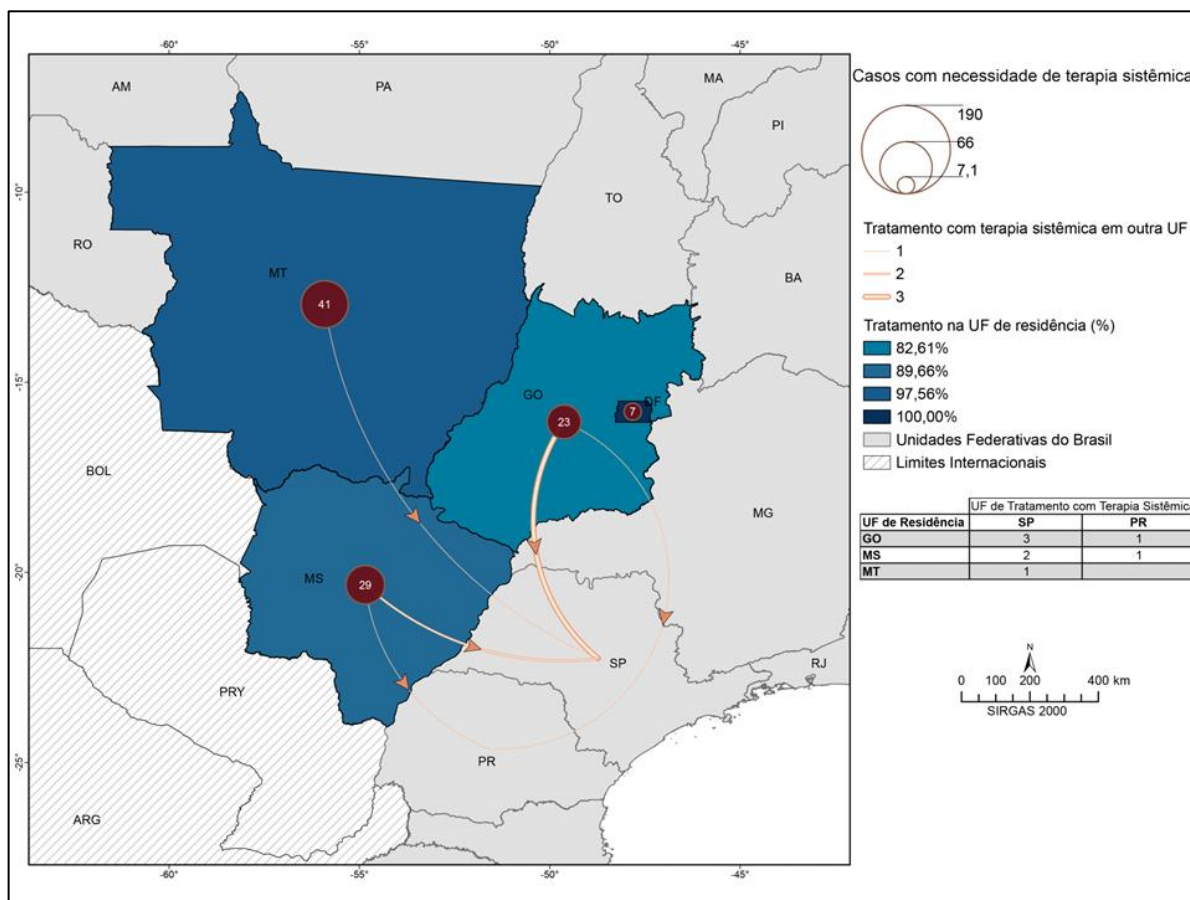 -60°
-55°
-50°
-45°
AM
PA
MA
PI
TO
RO
BA
MT
41
-10°
-10°
-15°
-15°
GO
DF
7
23
BOL
MG
-20°
-20°
MS
29
SP
RJ
PRY
PR
-25°
-25°
ARG
-60°
-55°
-50°
-45°
Casos com necessidade de terapia sistêmica
190
66
7,1
Tratamento com terapia sistêmica em outra UF
1
2
3
Tratamento na UF de residência (%)
82,61%
89,66%
97,56%
100,00%
Unidades Federativas do Brasil
Limites Internacionais
UF de Tratamento com Terapia Sistêmica
UF de Residência SP PR
GO 3 1
MS 2 1
MT 1
N
0 100 200 400 km
SIRGAS 2000